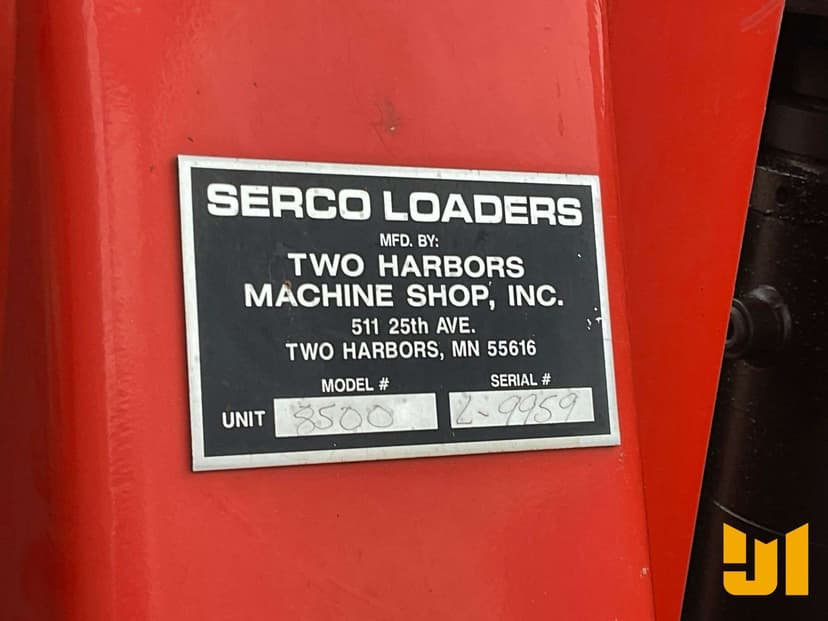 SERCO LOADERS
MFD. BY:
TWO HARBORS
MACHINE SHOP, INC.
511 25th AVE.
TWO HARBORS, MN 55616
MODEL # SERIAL #
UNIT 8500 L-9959